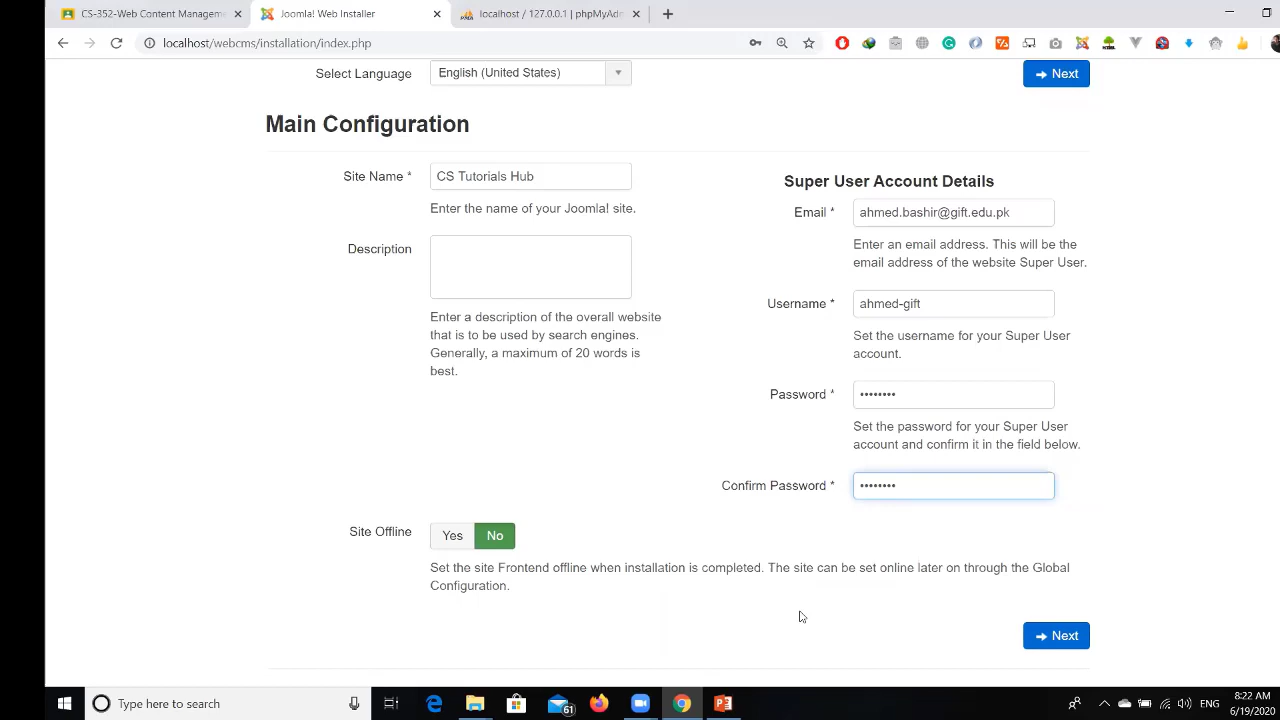 CS-352-Web Content Manageme
Joomla! Web Installer
localhost / 127.0.0.1 | phpMyAdn
localhost/webcms/installation/index.php
Select Language
English (United States)
Next
Main Configuration
Site Name *
CS Tutorials Hub
Enter the name of your Joomla! site.
Description
Enter a description of the overall website
that is to be used by search engines.
Generally, a maximum of 20 words is
best.
Super User Account Details
Email *
ahmed.bashir@gift.edu.pk
Enter an email address. This will be the
email address of the website Super User.
Username *
ahmed-gift
Set the username for your Super User
account.
Password *
••••••••
Set the password for your Super User
account and confirm it in the field below.
Confirm Password *
••••••••
Site Offline
Yes No
Set the site Frontend offline when installation is completed. The site can be set online later on through the Global
Configuration.
Next
Type here to search
61
ENG
8:22 AM
6/19/2020